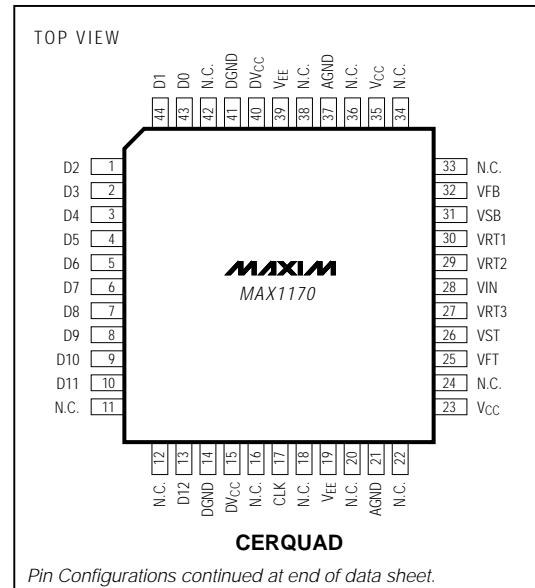 TOP VIEW
D1 D0 N.C. DGND DVCC VEE N.C. AGND N.C. VCC N.C.
44 43 42 41 40 39 38 37 36 35 34
D2 1 33 N.C.
D3 2 32 VFB
D4 3 31 VSB
D5 4 30 VRT1
D6 5 29 VRT2
D7 6 28 VIN
D8 7 27 VRT3
D9 8 26 VST
D10 9 25 VFT
D11 10 24 N.C.
N.C. 11 23 VCC
MAXIM
MAX1170
12 13 14 15 16 17 18 19 20 21 22
N.C. D12 DGND DVCC N.C. CLK N.C. VEE N.C. AGND N.C.
CERQUAD
Pin Configurations continued at end of data sheet.